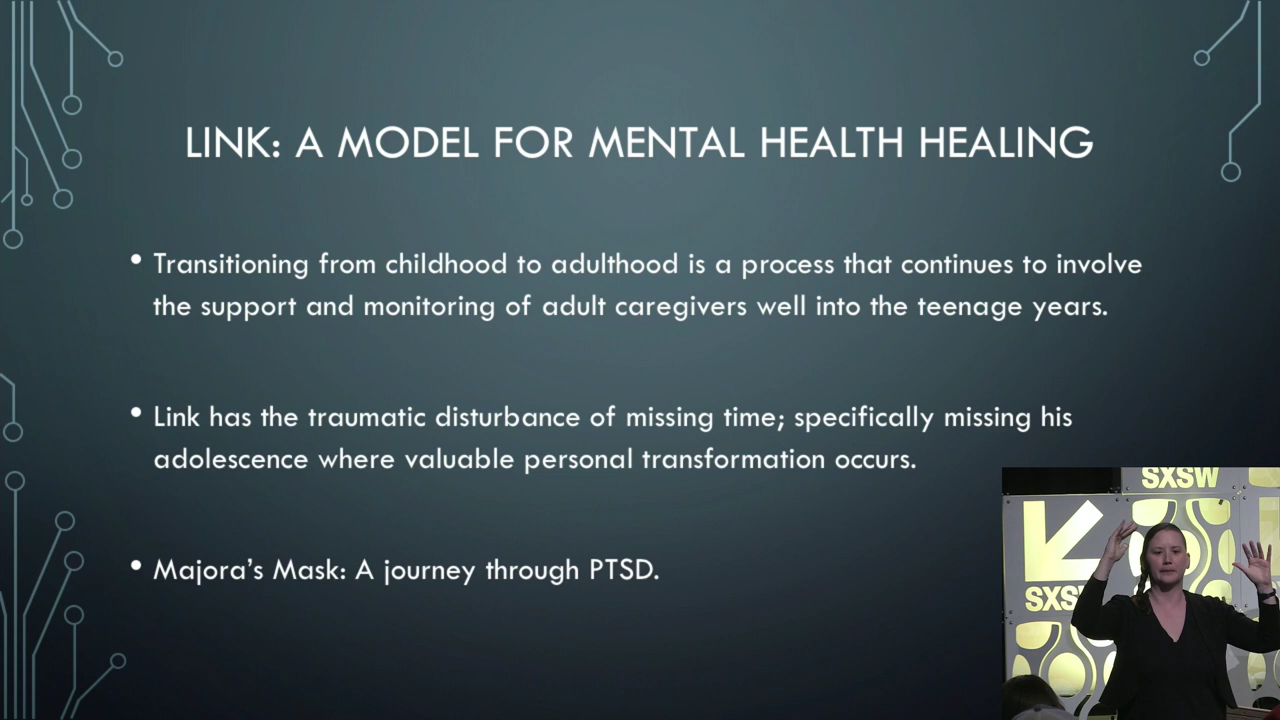 LINK: A MODEL FOR MENTAL HEALTH HEALING
• Transitioning from childhood to adulthood is a process that continues to involve
the support and monitoring of adult caregivers well into the teenage years.
• Link has the traumatic disturbance of missing time; specifically missing his
adolescence where valuable personal transformation occurs.
• Majora's Mask: A journey through PTSD.
SXSW
SXSW